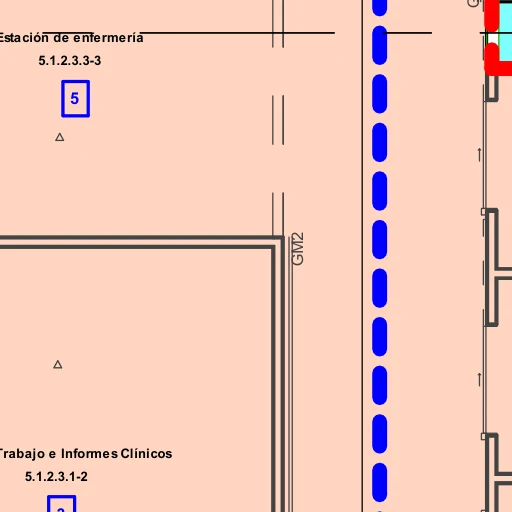 Estación de enfermería
5.1.2.3.3-3
5
GM2
Trabajo e Informes Clínicos
5.1.2.3.1-2